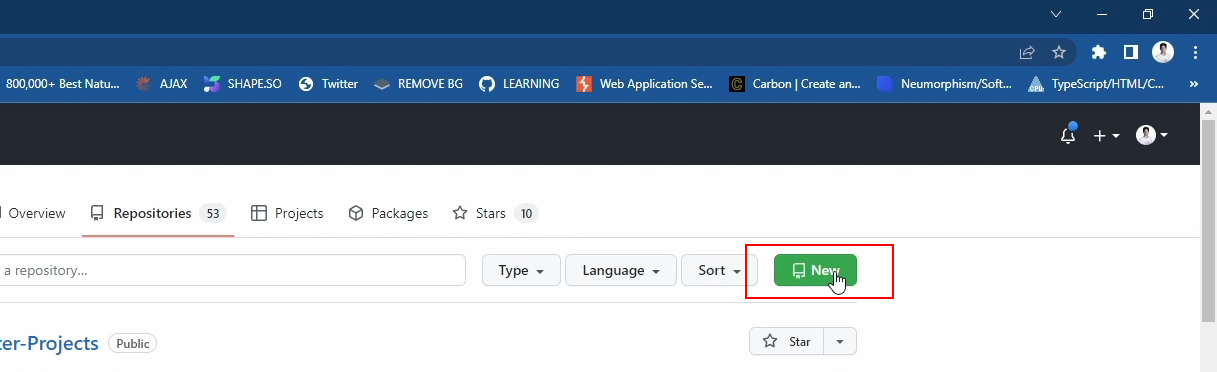 800,000+ Best Natu... AJAX SHAPE.SO Twitter REMOVE BG LEARNING Web Application Se... Carbon | Create an... Neumorphism/Soft... TypeScript/HTML/C... »
Overview Repositories 53 Projects Packages Stars 10
a repository... Type Language Sort New
ter-Projects Public Star